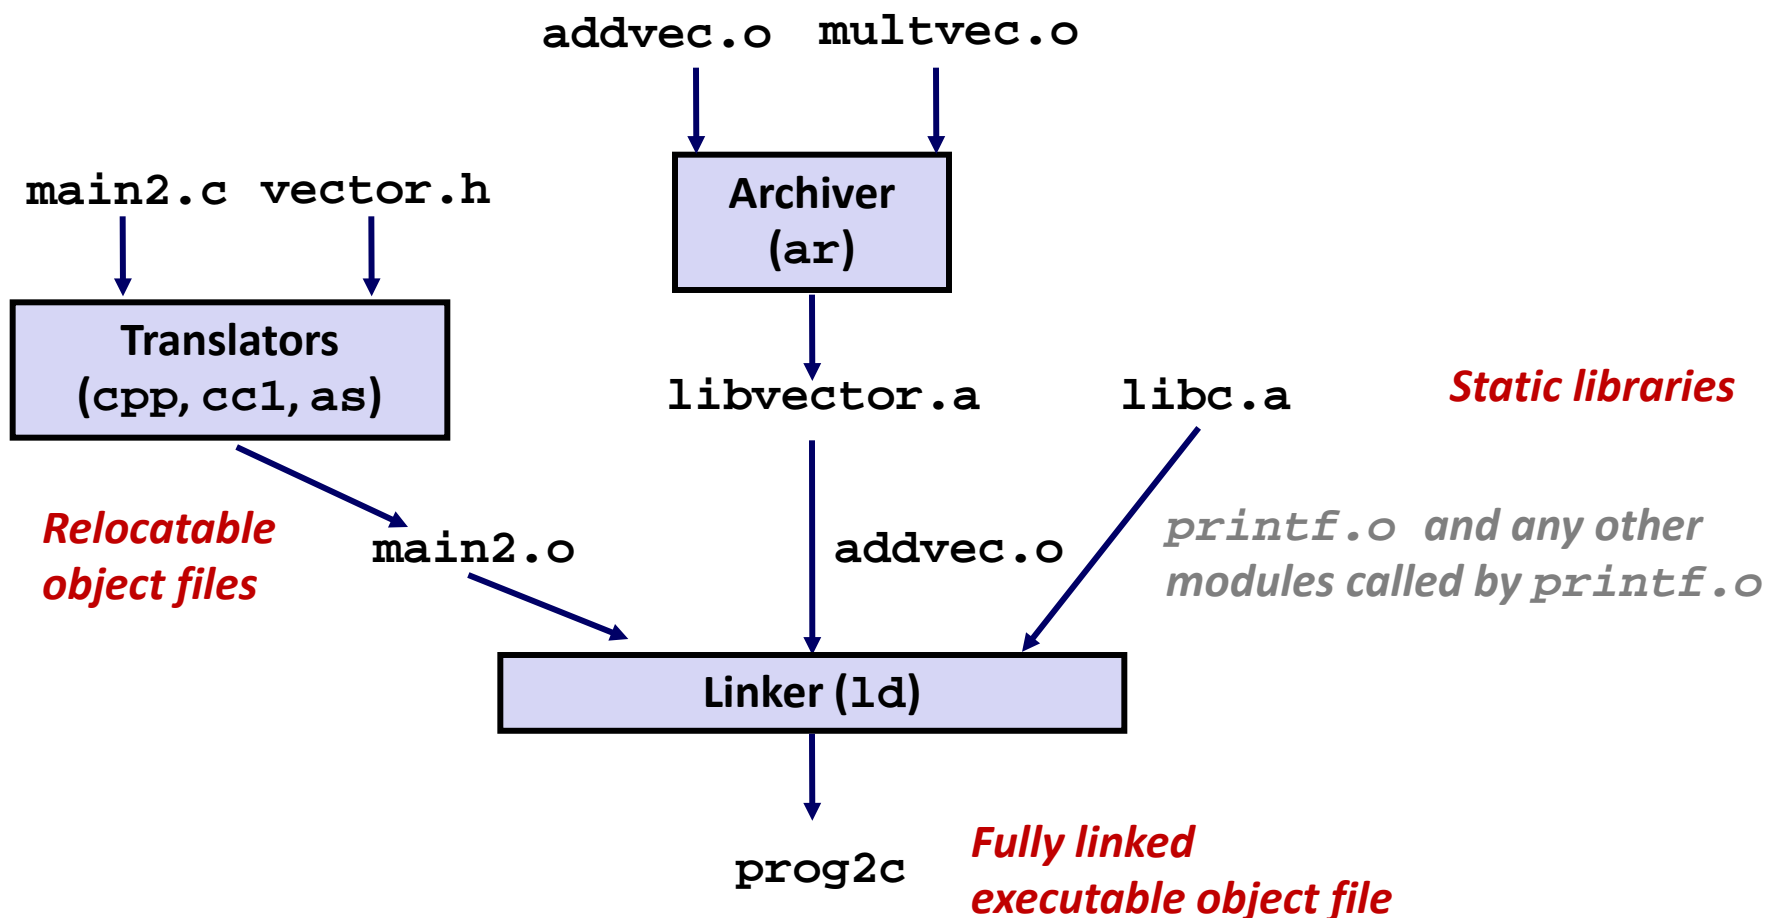 addvec.o multvec.o
main2.c vector.h
Archiver
(ar)
Translators
(cpp, cc1, as)
libvector.a libc.a Static libraries
Relocatable
object files
main2.o
addvec.o
printf.o and any other
modules called by printf.o
Linker (ld)
prog2c
Fully linked
executable object file